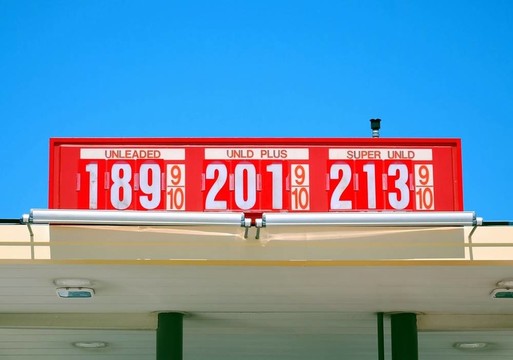 UNLEADED UNLD PLUS SUPER UNLD
189 9/10 201 9/10 213 9/10